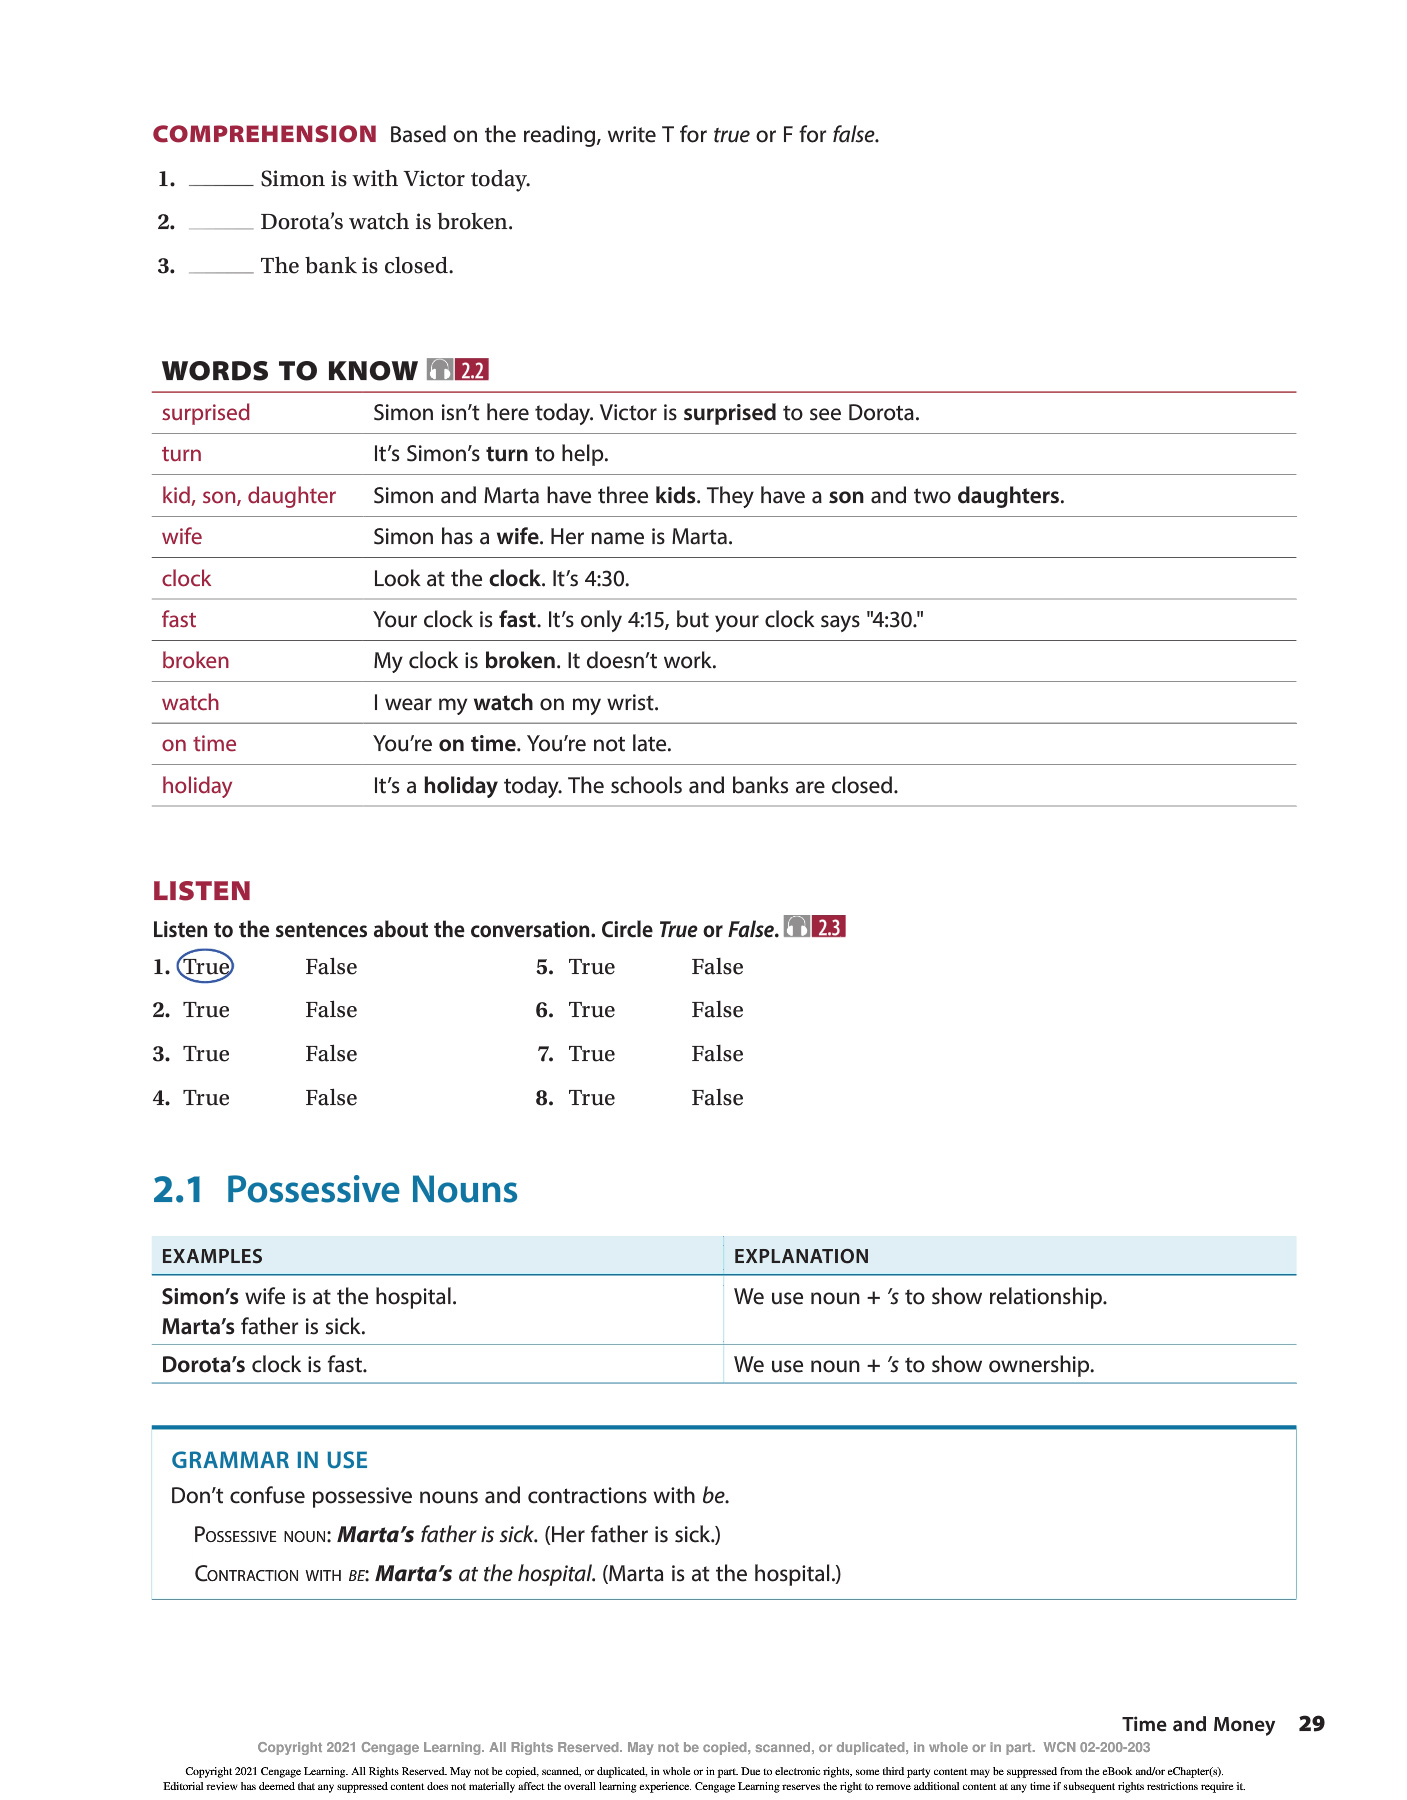 COMPREHENSION Based on the reading, write T for true or F for false.
1. ______ Simon is with Victor today.
2. ______ Dorota’s watch is broken.
3. ______ The bank is closed.
WORDS TO KNOW 2.2
surprised Simon isn’t here today. Victor is surprised to see Dorota.
turn It’s Simon’s turn to help.
kid, son, daughter Simon and Marta have three kids. They have a son and two daughters.
wife Simon has a wife. Her name is Marta.
clock Look at the clock. It’s 4:30.
fast Your clock is fast. It’s only 4:15, but your clock says "4:30."
broken My clock is broken. It doesn’t work.
watch I wear my watch on my wrist.
on time You’re on time. You’re not late.
holiday It’s a holiday today. The schools and banks are closed.
LISTEN
Listen to the sentences about the conversation. Circle True or False. 2.3
1. True False 5. True False
2. True False 6. True False
3. True False 7. True False
4. True False 8. True False
2.1 Possessive Nouns
EXAMPLES EXPLANATION
Simon’s wife is at the hospital. We use noun + ’s to show relationship.
Marta’s father is sick.
Dorota’s clock is fast. We use noun + ’s to show ownership.
GRAMMAR IN USE
Don’t confuse possessive nouns and contractions with be.
POSSESSIVE NOUN: Marta’s father is sick. (Her father is sick.)
CONTRACTION WITH BE: Marta’s at the hospital. (Marta is at the hospital.)
Time and Money 29
Copyright 2021 Cengage Learning. All Rights Reserved. May not be copied, scanned, or duplicated, in whole or in part. WCN 02-200-203
Copyright 2021 Cengage Learning. All Rights Reserved. May not be copied, scanned, or duplicated, in whole or in part. Due to electronic rights, some third party content may be suppressed from the eBook and/or eChapter(s).
Editorial review has deemed that any suppressed content does not materially affect the overall learning experience. Cengage Learning reserves the right to remove additional content at any time if subsequent rights restrictions require it.